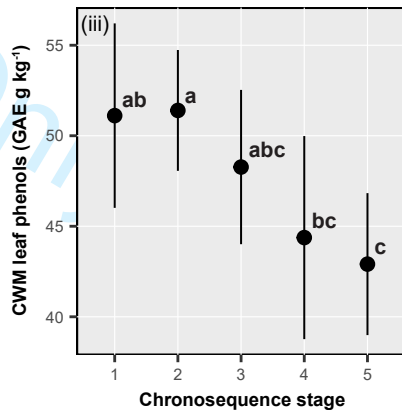 (iii)
CWM leaf phenols (GAE g kg⁻¹)
55
50
45
40
ab
a
abc
bc
c
1 2 3 4 5
Chronosequence stage